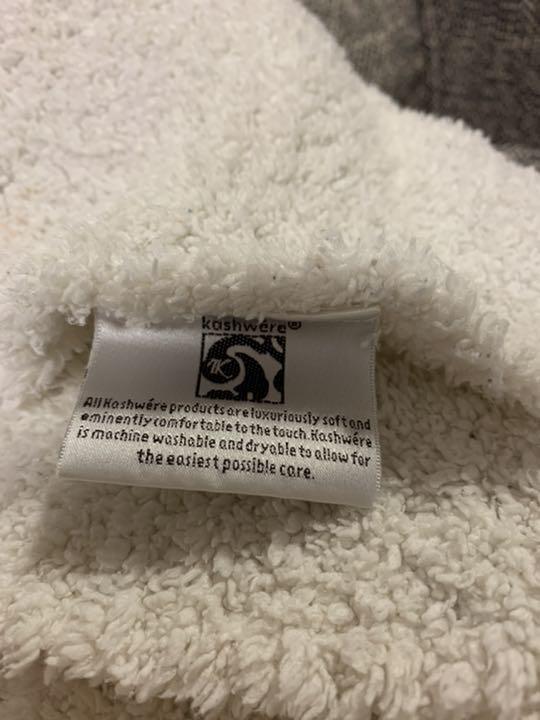 kashwére®
K
All Kashwére products are luxuriously soft and
eminently comfortable to the touch. Kashwére
is machine washable and dryable to allow for
the easiest possible care.